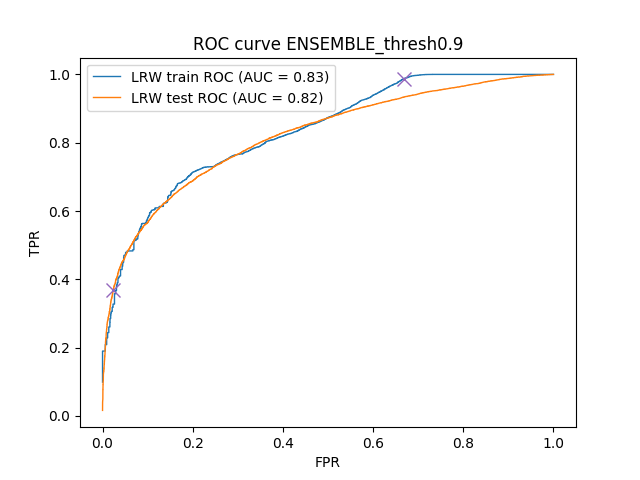 ROC curve ENSEMBLE_thresh0.9
LRW train ROC (AUC = 0.83)
LRW test ROC (AUC = 0.82)
TPR
1.0
0.8
0.6
0.4
0.2
0.0
0.0 0.2 0.4 0.6 0.8 1.0
FPR